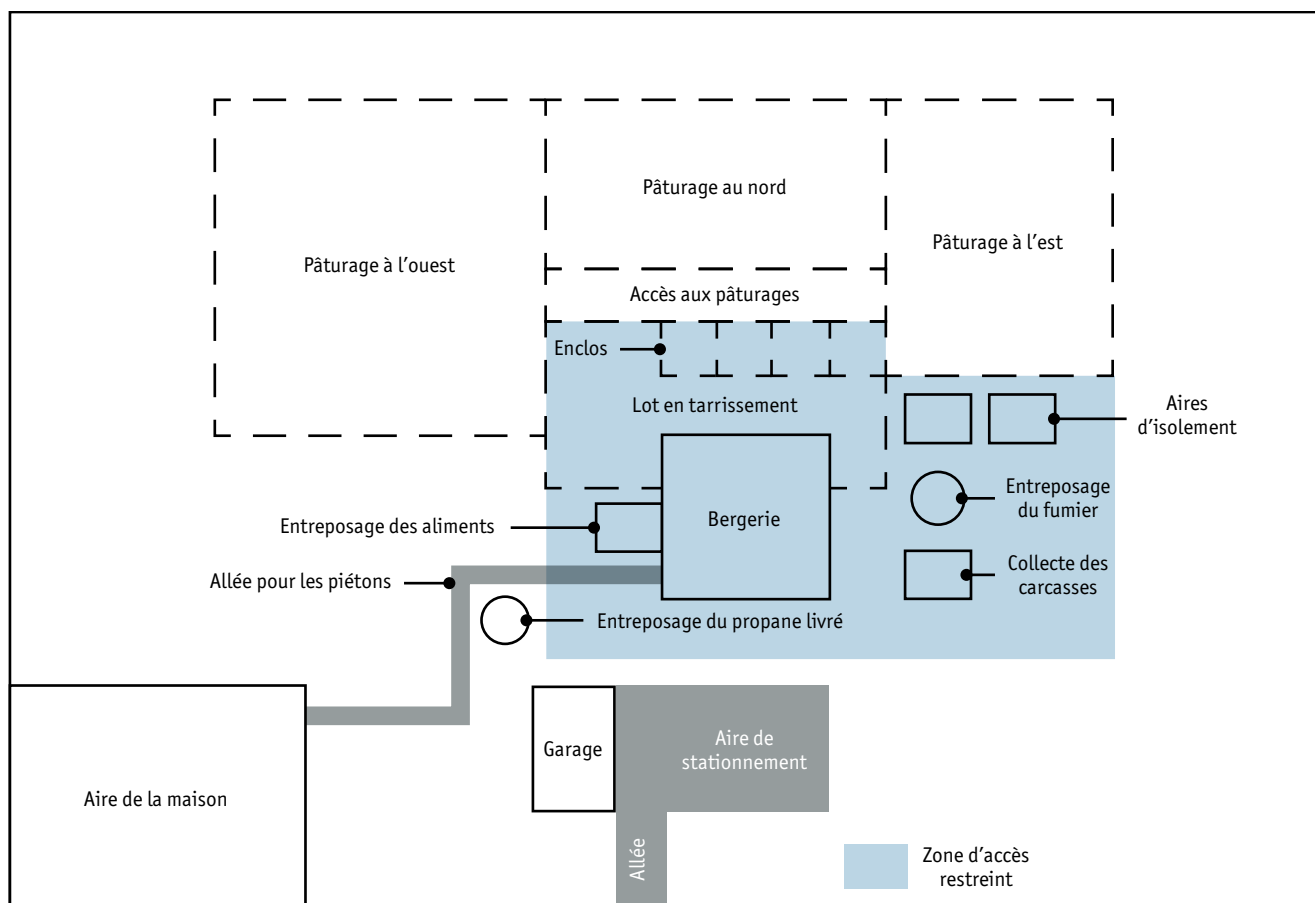 Pâturage au nord
Pâturage à l'ouest
Pâturage à l'est
Accès aux pâturages
Enclos
Lot en tarrissement
Aires
d'isolement
Entreposage
du fumier
Bergerie
Entreposage des aliments
Collecte des
carcasses
Allée pour les piétons
Entreposage du propane livré
Garage
Aire de
stationnement
Aire de la maison
Allée
Zone d'accès
restreint